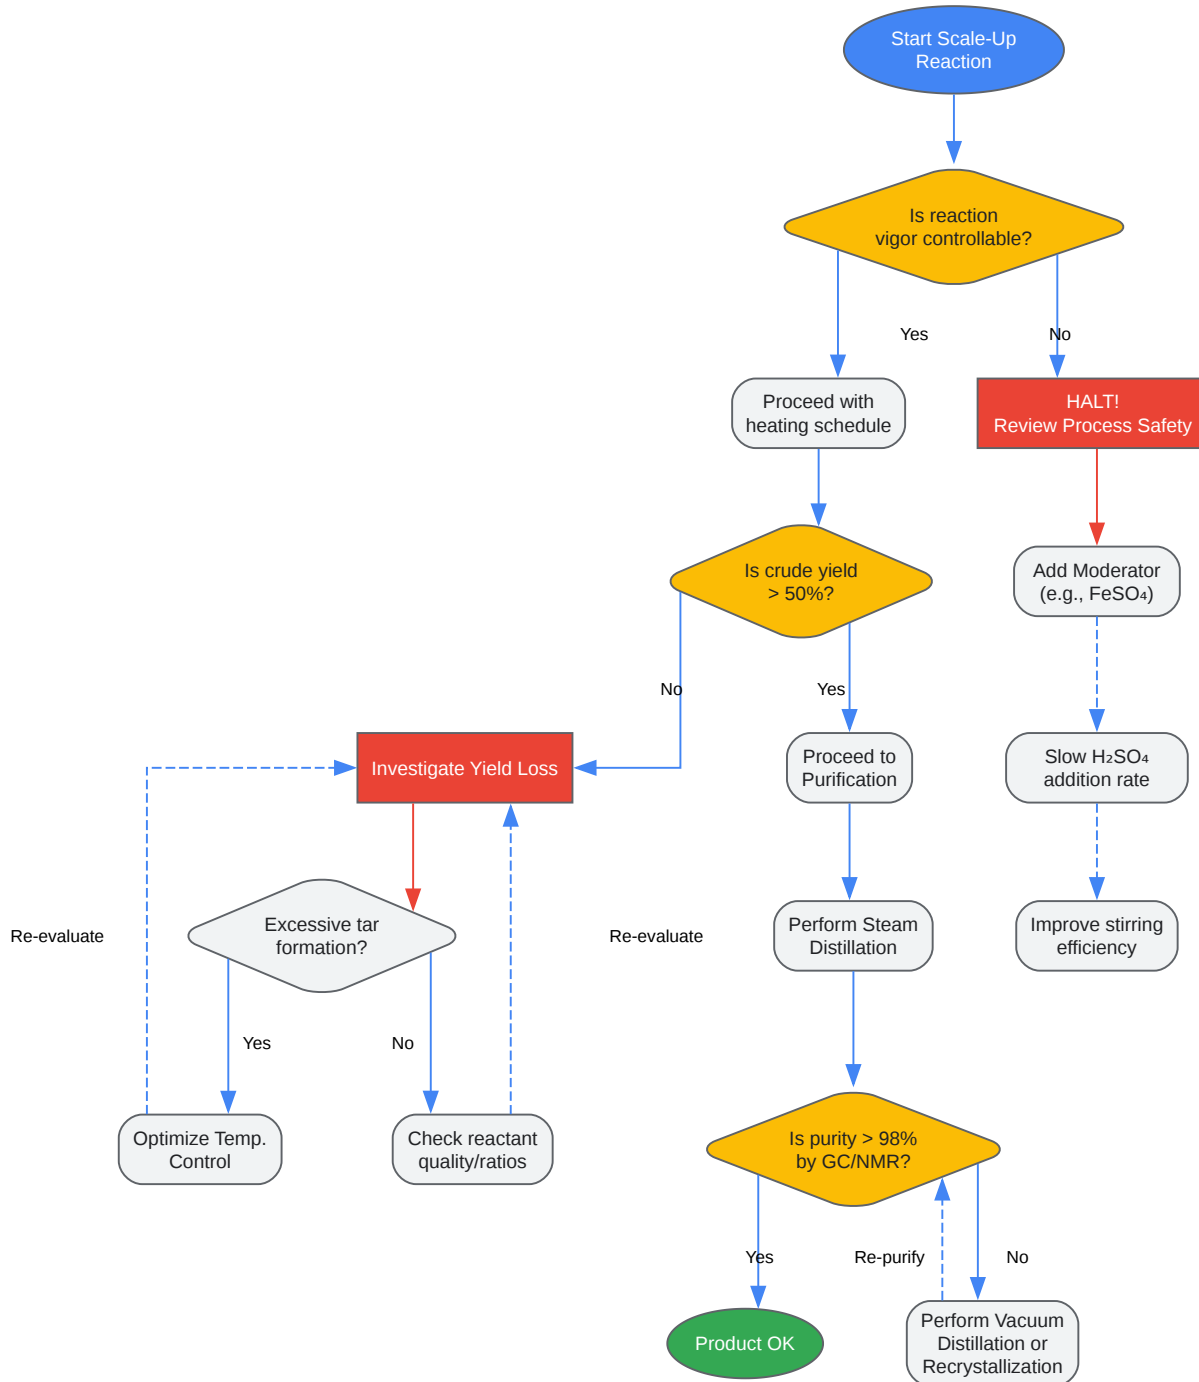 Start Scale-Up
Reaction
Is reaction
vigor controllable?
Yes
No
Proceed with
heating schedule
HALT!
Review Process Safety
Is crude yield
> 50%?
Add Moderator
(e.g., FeSO₄)
No
Yes
Investigate Yield Loss
Proceed to
Purification
Slow H₂SO₄
addition rate
Re-evaluate
Excessive tar
formation?
Re-evaluate
Perform Steam
Distillation
Improve stirring
efficiency
Yes
No
Optimize Temp.
Control
Check reactant
quality/ratios
Is purity > 98%
by GC/NMR?
Yes
Re-purify
No
Product OK
Perform Vacuum
Distillation or
Recrystallization